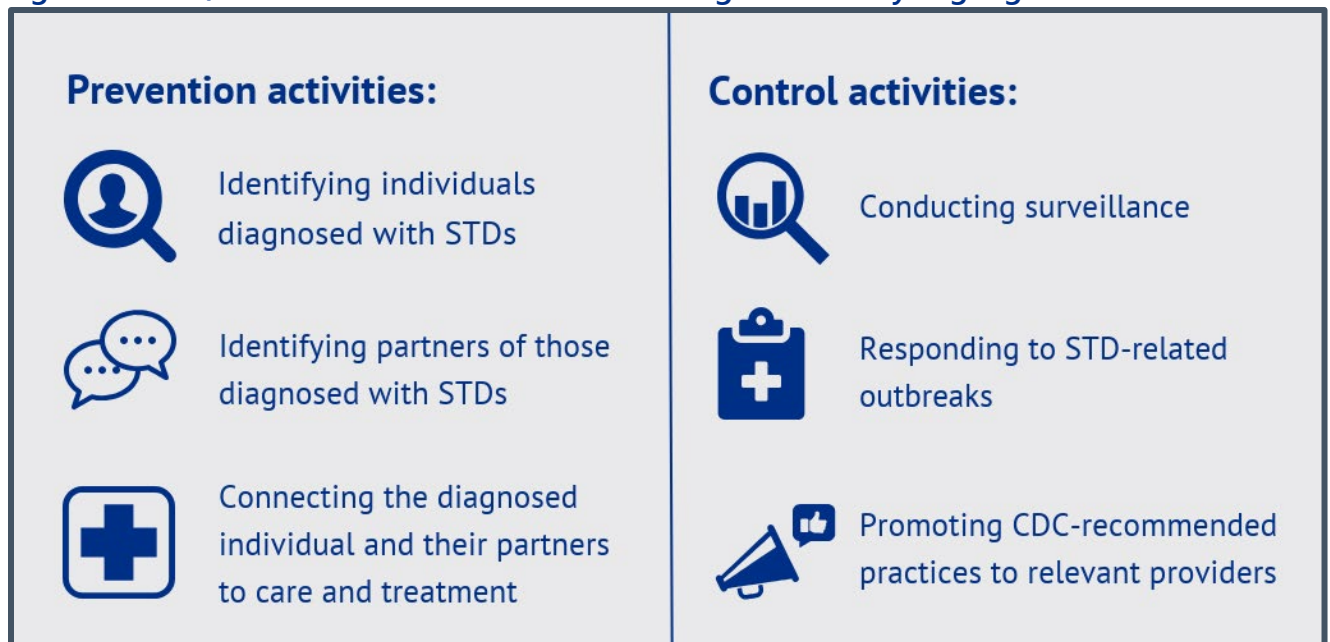 Prevention activities:
Identifying individuals
diagnosed with STDs
Identifying partners of those
diagnosed with STDs
Connecting the diagnosed
individual and their partners
to care and treatment
Control activities:
Conducting surveillance
Responding to STD-related
outbreaks
Promoting CDC-recommended
practices to relevant providers